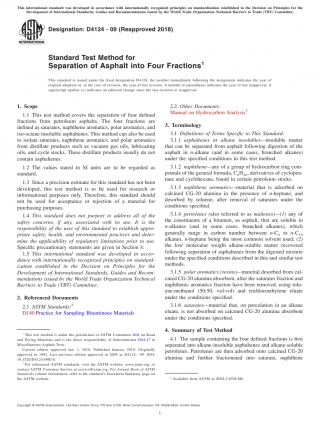 This international standard was developed in accordance with internationally recognized principles on standardization established in the Decision on Principles for the
Development of International Standards, Guides and Recommendations issued by the World Trade Organization Technical Barriers to Trade (TBT) Committee.
Designation: D4124 - 09 (Reapproved 2018)
Standard Test Method for
Separation of Asphalt into Four Fractions¹
This standard is issued under the fixed designation D4124; the number immediately following the designation indicates the year of
original adoption or, in the case of revision, the year of last revision. A number in parentheses indicates the year of last reapproval. A
superscript epsilon (ε) indicates an editorial change since the last revision or reapproval.
1. Scope
1.1 This test method covers the separation of four defined
fractions from petroleum asphalts. The four fractions are
defined as saturates, naphthene aromatics, polar aromatics, and
iso-octane insoluble asphaltenes. This method can also be used
to isolate saturates, naphthene aromatics, and polar aromatics
from distillate products such as vacuum gas oils, lubricating
oils, and cycle stocks. These distillate products usually do not
contain asphaltenes.
1.2 The values stated in SI units are to be regarded as
standard.
1.3 Since a precision estimate for this standard has not been
developed, this test method is to be used for research or
informational purposes only. Therefore, this standard should
not be used for acceptance or rejection of a material for
purchasing purposes.
1.4 This standard does not purport to address all of the
safety concerns, if any, associated with its use. It is the
responsibility of the user of this standard to establish appro-
priate safety, health, and environmental practices and deter-
mine the applicability of regulatory limitations prior to use.
Specific precautionary statements are given in Section 8.
1.5 This international standard was developed in accor-
dance with internationally recognized principles on standard-
ization established in the Decision on Principles for the
Development of International Standards, Guides and Recom-
mendations issued by the World Trade Organization Technical
Barriers to Trade (TBT) Committee.
2. Referenced Documents
2.1 ASTM Standards:²
D140 Practice for Sampling Bituminous Materials
¹ This test method is under the jurisdiction of ASTM Committee D04 on Road
and Paving Materials and is the direct responsibility of Subcommittee D04.47 on
Miscellaneous Asphalt Tests.
Current edition approved Jan. 1, 2018. Published January 2018. Originally
approved in 1982. Last previous edition approved in 2009 as D4124 – 09. DOI:
² For referenced ASTM standards, visit the ASTM website, www.astm.org, or
contact ASTM Customer Service at service@astm.org. For Annual Book of ASTM
Standards volume information, refer to the standard's Document Summary page on
the ASTM website.
2.2 Other Documents:
Manual on Hydrocarbon Analysis³
3. Terminology
3.1 Definitions of Terms Specific to This Standard:
3.1.1 asphaltenes or alkane insolubles—insoluble matter
that can be separated from asphalt following digestion of the
asphalt in n-alkane (and in some cases, branched alkanes)
under the specified conditions in this test method.
3.1.2 naphthene—any of a group of hydrocarbon ring com-
pounds of the general formula, CnH2n, derivatives of cyclopen-
tane and cyclohexane, found in certain petroleum stocks.
3.1.3 naphthene aromatics—material that is adsorbed on
calcined CG-20 alumina in the presence of n-heptane, and
desorbed by toluene, after removal of saturates under the
conditions specified.
3.1.4 petrolenes (also referred to as maltenes)—(1) any of
the constituents of a bitumen, as asphalt, that are soluble in
n-alkanes (and in some cases, branched alkanes), which
generally range in carbon number between
alkanes, n-heptane being the most common solvent used; (2)
the low molecular weight alkane-soluble matter recovered
following separation of asphaltenes from the digested mixture
under the specified conditions described in this and similar test
methods.
3.1.5 polar aromatics (resins)—material desorbed from cal-
cined CG-20 alumina absorbent, after the saturates fraction and
naphthenic aromatics fraction have been removed, using tolu-
ene/methanol (50/50, vol/vol) and trichloroethylene eluate
under the conditions specified.
3.1.6 saturates—material that, on percolation in an alkane
eluate, is not absorbed on calcined CG-20 alumina absorbent
under the conditions specified.
4. Summary of Test Method
4.1 The sample containing the four defined fractions is first
separated into alkane-insoluble asphaltenes and alkane-soluble
petrolenes. Petrolenes are then adsorbed onto calcined CG-20
alumina and further fractionated into saturate, naphthene
³ Available from ASTM as
Copyright © ASTM International, 100 Barr Harbor Drive, PO Box C700, West Conshohocken, PA 19428-2959. United States
1